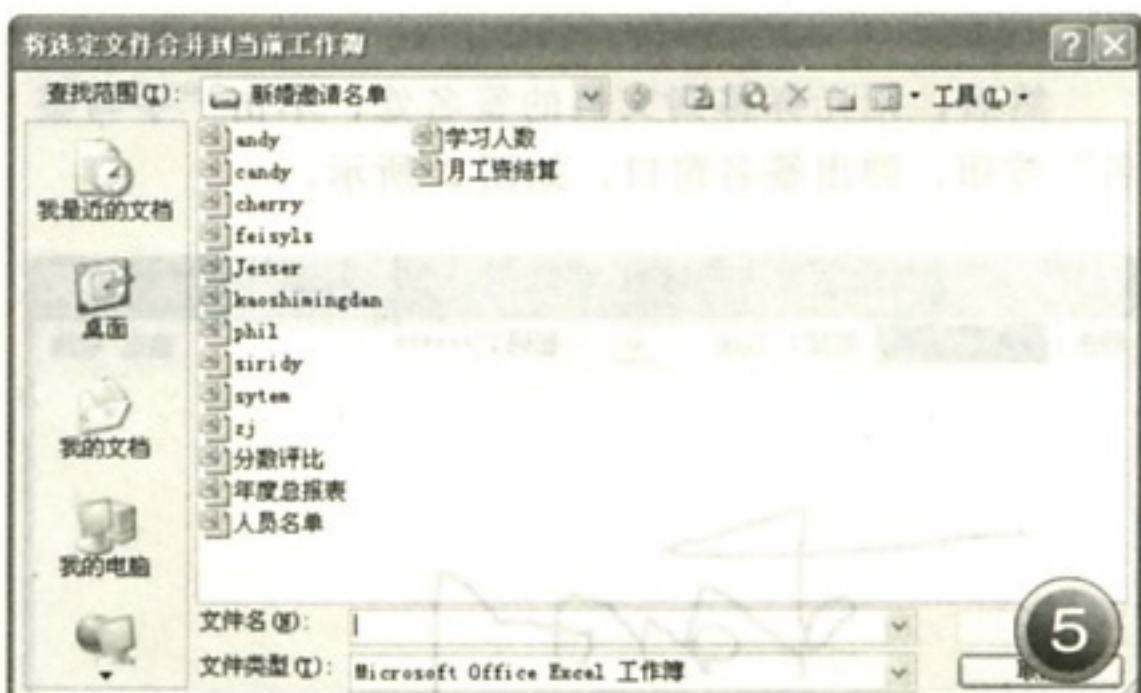 将选定文件合并到当前工作簿
查找范围(I): 新婚邀请名单 工具(L)
andy 学习人数
candy 月工资结算
cherry
feisyls
Jesser
kaoshimingdan
phil
siridy
sytem
zj
分数评比
年度总报表
人员名单
我最近的文档
桌面
我的文档
我的电脑
文件名(N):
文件类型(T): Microsoft Office Excel 工作簿
5